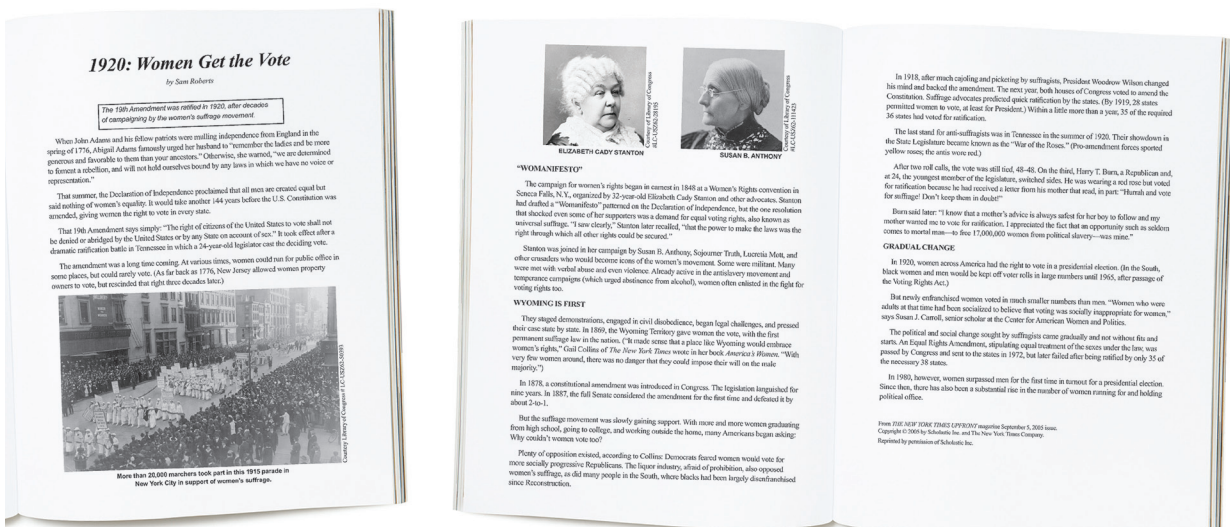 1920: Women Get the Vote
by Sam Roberts
The 19th Amendment was ratified in 1920, after decades
of campaigning by the women's suffrage movement.
When John Adams and his fellow patriots were mulling independence from England in the
spring of 1776, Abigail Adams famously urged her husband to "remember the ladies and be more
generous and favorable to them than your ancestors." Otherwise, she warned, "we are determined
to foment a rebellion, and will not hold ourselves bound by any laws in which we have no voice or
representation."
That summer, the Declaration of Independence proclaimed that all men are created equal but
said nothing of women's equality. It would take another 144 years before the U.S. Constitution was
amended, giving women the right to vote in every state.
That 19th Amendment says simply: "The right of citizens of the United States to vote shall not
be denied or abridged by the United States or by any State on account of sex." It took effect after a
dramatic ratification battle in Tennessee in which a 24-year-old legislator cast the deciding vote.
The amendment was a long time coming. At various times, women could run for public office in
some places, but could rarely vote. (As far back as 1776, New Jersey allowed women property
owners to vote, but rescinded that right three decades later.)
Courtesy Library of Congress #
More than 20,000 marchers took part in this 1915 parade in
New York City in support of women's suffrage.
Courtesy of Library of Congress
ELIZABETH CADY STANTON
Courtesy of Library of Congress
SUSAN B. ANTHONY
"WOMANIFESTO"
The campaign for women's rights began in earnest in 1848 at a Women's Rights convention in
Seneca Falls, N.Y., organized by 32-year-old Elizabeth Cady Stanton and other advocates. Stanton
had drafted a "Womanifesto" patterned on the Declaration of Independence, but the one resolution
that shocked even some of her supporters was a demand for equal voting rights, also known as
universal suffrage. "I saw clearly," Stanton later recalled, "that the power to make the laws was the
right through which all other rights could be secured."
Stanton was joined in her campaign by Susan B. Anthony, Sojourner Truth, Lucretia Mott, and
other crusaders who would become icons of the women's movement. Some were militant. Many
were met with verbal abuse and even violence. Already active in the antislavery movement and
temperance campaigns (which urged abstinence from alcohol), women often enlisted in the fight for
voting rights too.
WYOMING IS FIRST
They staged demonstrations, engaged in civil disobedience, began legal challenges, and pressed
their case state by state. In 1869, the Wyoming Territory gave women the vote, with the first
permanent suffrage law in the nation. ("It made sense that a place like Wyoming would embrace
women's rights," Gail Collins of The New York Times wrote in her book America's Women. "With
very few women around, there was no danger that they could impose their will on the male
majority.")
In 1878, a constitutional amendment was introduced in Congress. The legislation languished for
nine years. In 1887, the full Senate considered the amendment for the first time and defeated it by
about 2-to-1.
But the suffrage movement was slowly gaining support. With more and more women graduating
from high school, going to college, and working outside the home, many Americans began asking:
Why couldn't women vote too?
Plenty of opposition existed, according to Collins: Democrats feared women would vote for
more socially progressive Republicans. The liquor industry, afraid of prohibition, also opposed
women's suffrage, as did many people in the South, where blacks had been largely disenfranchised
since Reconstruction.
In 1918, after much cajoling and picketing by suffragists, President Woodrow Wilson changed
his mind and backed the amendment. The next year, both houses of Congress voted to amend the
Constitution. Suffrage advocates predicted quick ratification by the states. (By 1919, 28 states
permitted women to vote, at least for President.) Within a little more than a year, 35 of the required
36 states had voted for ratification.
The last stand for anti-suffragists was in Tennessee in the summer of 1920. Their showdown in
the State Legislature became known as the "War of the Roses." (Pro-amendment forces sported
yellow roses; the antis wore red.)
After two roll calls, the vote was still tied, 48-48. On the third, Harry T. Burn, a Republican and,
at 24, the youngest member of the legislature, switched sides. He was wearing a red rose but voted
for ratification because he had received a letter from his mother that read, in part: "Hurrah and vote
for suffrage! Don't keep them in doubt!"
Burn said later: "I know that a mother's advice is always safest for her boy to follow and my
mother wanted me to vote for ratification. I appreciated the fact that an opportunity such as seldom
comes to mortal man—to free 17,000,000 women from political slavery—was mine."
GRADUAL CHANGE
In 1920, women across America had the right to vote in a presidential election. (In the South,
black women and men would be kept off voter rolls in large numbers until 1965, after passage of
the Voting Rights Act.)
But newly enfranchised women voted in much smaller numbers than men. "Women who were
adults at that time had been socialized to believe that voting was socially inappropriate for women,"
says Susan J. Carroll, senior scholar at the Center for American Women and Politics.
The political and social change sought by suffragists came gradually and not without fits and
starts. An Equal Rights Amendment, stipulating equal treatment of the sexes under the law, was
passed by Congress and sent to the states in 1972, but later failed after being ratified by only 35 of
the necessary 38 states.
In 1980, however, women surpassed men for the first time in turnout for a presidential election.
Since then, there has also been a substantial rise in the number of women running for and holding
political office.
From THE NEW YORK TIMES UPFRONT magazine September 5, 2005 issue.
Copyright © 2005 by Scholastic Inc. and The New York Times Company.
Reprinted by permission of Scholastic Inc.